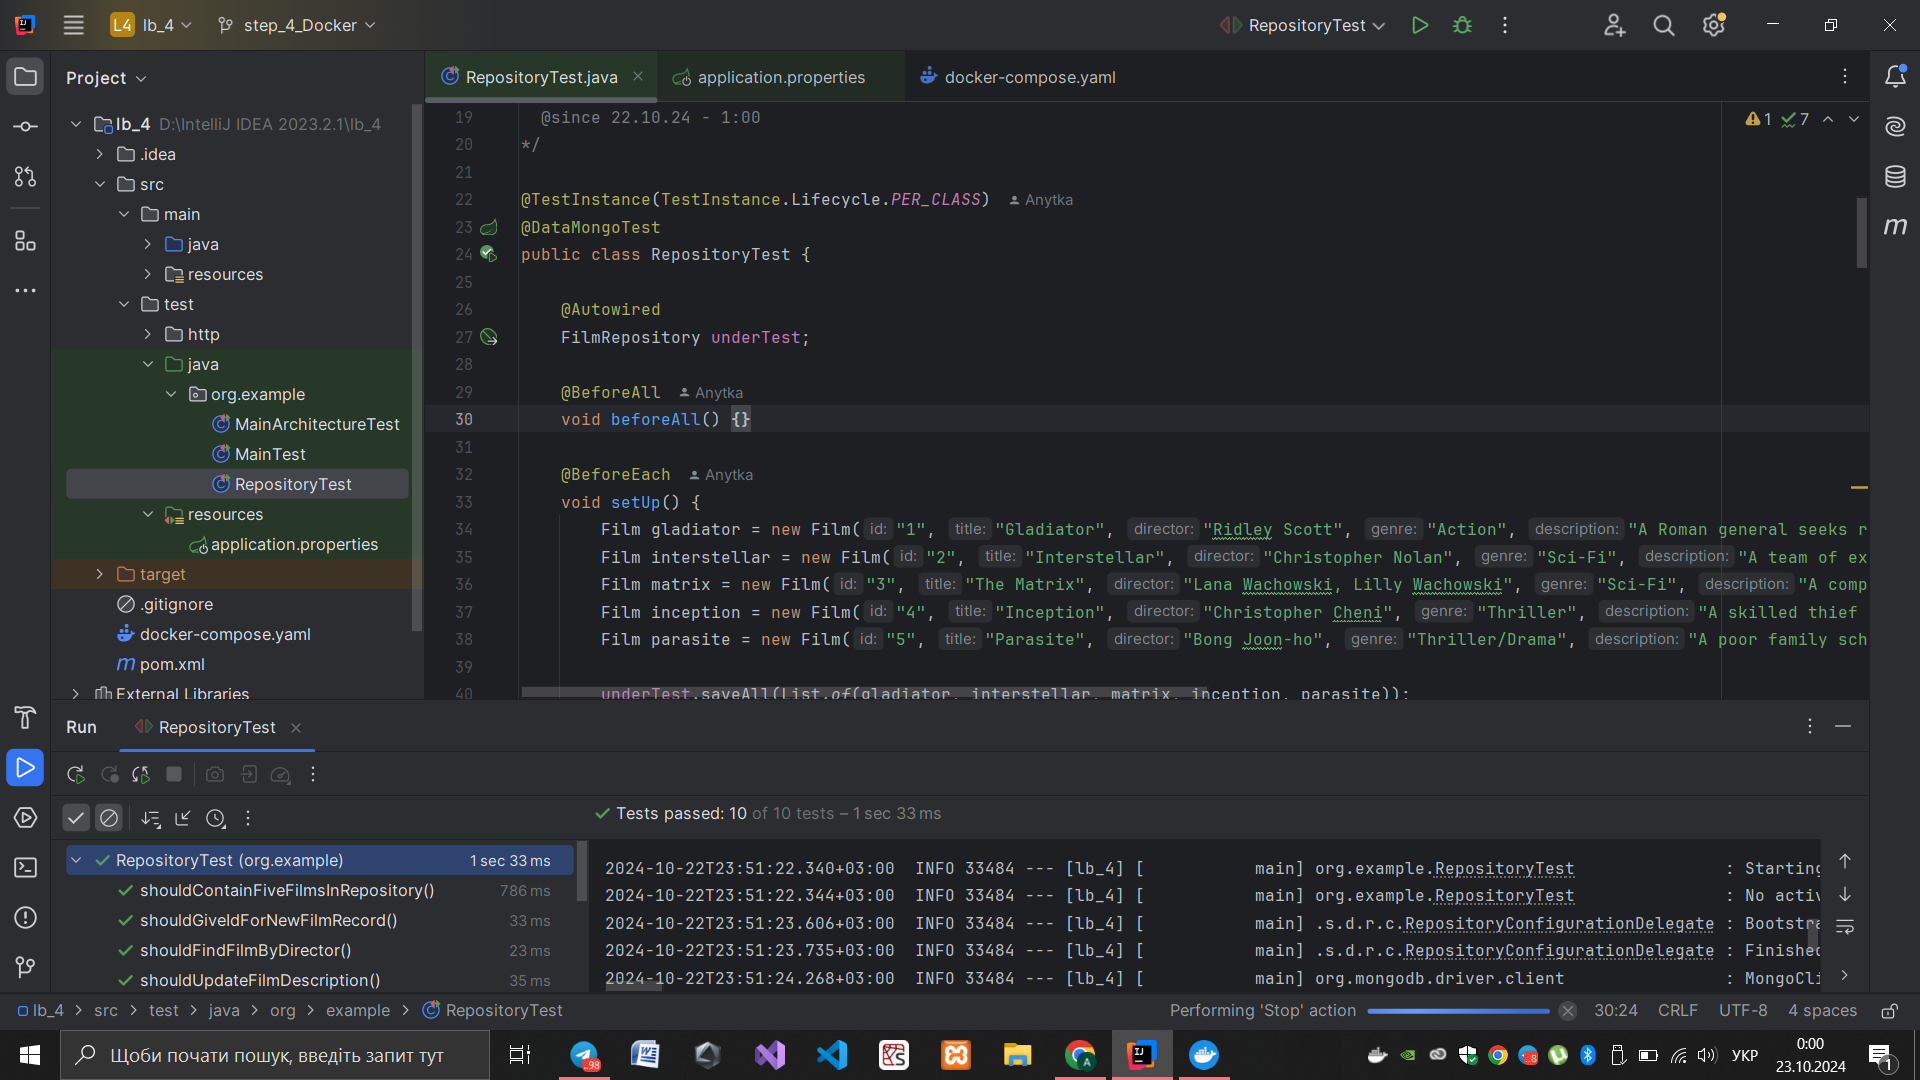 L4 lb_4 step_4_Docker RepositoryTest
Project
RepositoryTest.java application.properties docker-compose.yaml
lb_4 D:\IntelliJ IDEA 2023.2.1\lb_4
.idea
src
main
java
resources
test
http
java
org.example
MainArchitectureTest
MainTest
RepositoryTest
resources
application.properties
target
.gitignore
docker-compose.yaml
pom.xml
External Libraries
1 7
19 @since 22.10.24 - 1:00
20 */
21
22 @TestInstance(TestInstance.Lifecycle.PER_CLASS) Anytka
23 @DataMongoTest
24 public class RepositoryTest {
25
26 @Autowired
27 FilmRepository underTest;
28
29 @BeforeAll Anytka
30 void beforeAll() {}
31
32 @BeforeEach Anytka
33 void setUp() {
34 Film gladiator = new Film( id: "1", title: "Gladiator", director: "Ridley Scott", genre: "Action", description: "A Roman general seeks r
35 Film interstellar = new Film( id: "2", title: "Interstellar", director: "Christopher Nolan", genre: "Sci-Fi", description: "A team of ex
36 Film matrix = new Film( id: "3", title: "The Matrix", director: "Lana Wachowski, Lilly Wachowski", genre: "Sci-Fi", description: "A comp
37 Film inception = new Film( id: "4", title: "Inception", director: "Christopher Cheni", genre: "Thriller", description: "A skilled thief
38 Film parasite = new Film( id: "5", title: "Parasite", director: "Bong Joon-ho", genre: "Thriller/Drama", description: "A poor family sch
39
40 underTest.saveAll(List.of(gladiator, interstellar, matrix, inception, parasite));
Run RepositoryTest
Tests passed: 10 of 10 tests – 1 sec 33 ms
RepositoryTest (org.example) 1 sec 33 ms
shouldContainFiveFilmsInRepository() 786 ms
shouldGiveIdForNewFilmRecord() 33 ms
shouldFindFilmByDirector() 23 ms
shouldUpdateFilmDescription() 35 ms
2024-10-22T23:51:22.340+03:00 INFO 33484 --- [lb_4] [ main] org.example.RepositoryTest : Starting
2024-10-22T23:51:22.344+03:00 INFO 33484 --- [lb_4] [ main] org.example.RepositoryTest : No activ
2024-10-22T23:51:23.606+03:00 INFO 33484 --- [lb_4] [ main] .s.d.r.c.RepositoryConfigurationDelegate : Bootstra
2024-10-22T23:51:23.735+03:00 INFO 33484 --- [lb_4] [ main] .s.d.r.c.RepositoryConfigurationDelegate : Finished
2024-10-22T23:51:24.268+03:00 INFO 33484 --- [lb_4] [ main] org.mongodb.driver.client : MongoCli
lb_4 > src > test > java > org > example > RepositoryTest Performing 'Stop' action 30:24 CRLF UTF-8 4 spaces
Щоби почати пошук, введіть запит тут
98
УКР
0:00
23.10.2024
1